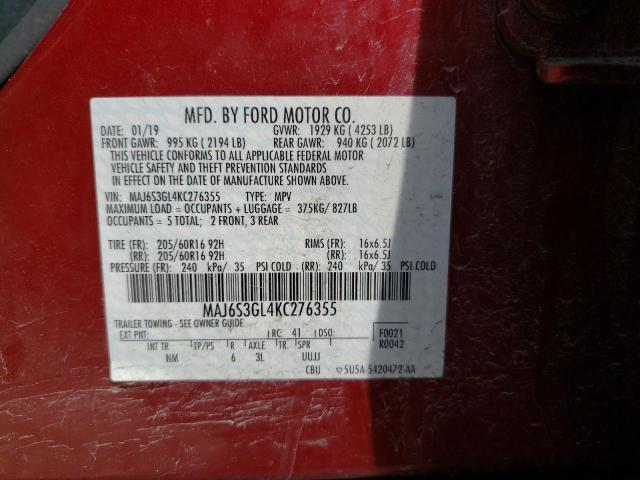 MFD. BY FORD MOTOR CO.
DATE: 01/19 GVWR: 1929 KG ( 4253 LB)
FRONT GAWR: 995 KG ( 2194 LB) REAR GAWR: 940 KG ( 2072 LB)
THIS VEHICLE CONFORMS TO ALL APPLICABLE FEDERAL MOTOR
VEHICLE SAFETY AND THEFT PREVENTION STANDARDS
IN EFFECT ON THE DATE OF MANUFACTURE SHOWN ABOVE.
VIN: MAJ6S3GL4KC276355 TYPE: MPV
MAXIMUM LOAD = OCCUPANTS + LUGGAGE = 375KG/ 827LB
OCCUPANTS = 5 TOTAL; 2 FRONT, 3 REAR
TIRE (FR): 205/60R16 92H RIMS (FR): 16x6.5J
(RR): 205/60R16 92H (RR): 16x6.5J
PRESSURE (FR): 240 kPa/ 35 PSI COLD (RR): 240 kPa/ 35 PSI COLD
MAJ6S3GL4KC276355
TRAILER TOWING - SEE OWNER GUIDE
EXT PNT: RC: 41 DSO: F0021
INT TR TP/PS R AXLE TR SPR R0042
NM 6 3L UUJJ
CBU ▽5U5A-5420472-AA